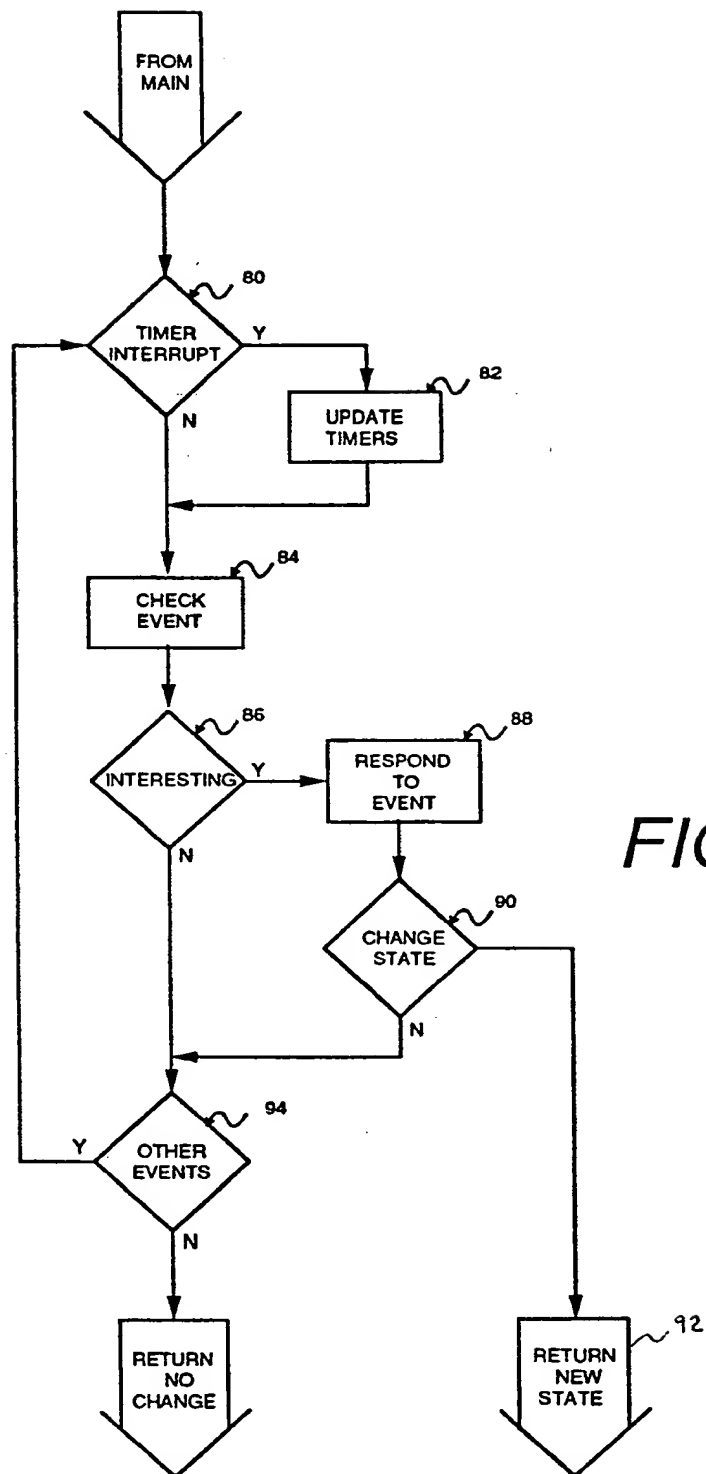 FROM
MAIN
80
TIMER
INTERRUPT
Y
N
82
UPDATE
TIMERS
84
CHECK
EVENT
86
INTERESTING
Y
N
88
RESPOND
TO
EVENT
FIG
90
CHANGE
STATE
N
94
Y
OTHER
EVENTS
N
RETURN
NO
CHANGE
92
RETURN
NEW
STATE